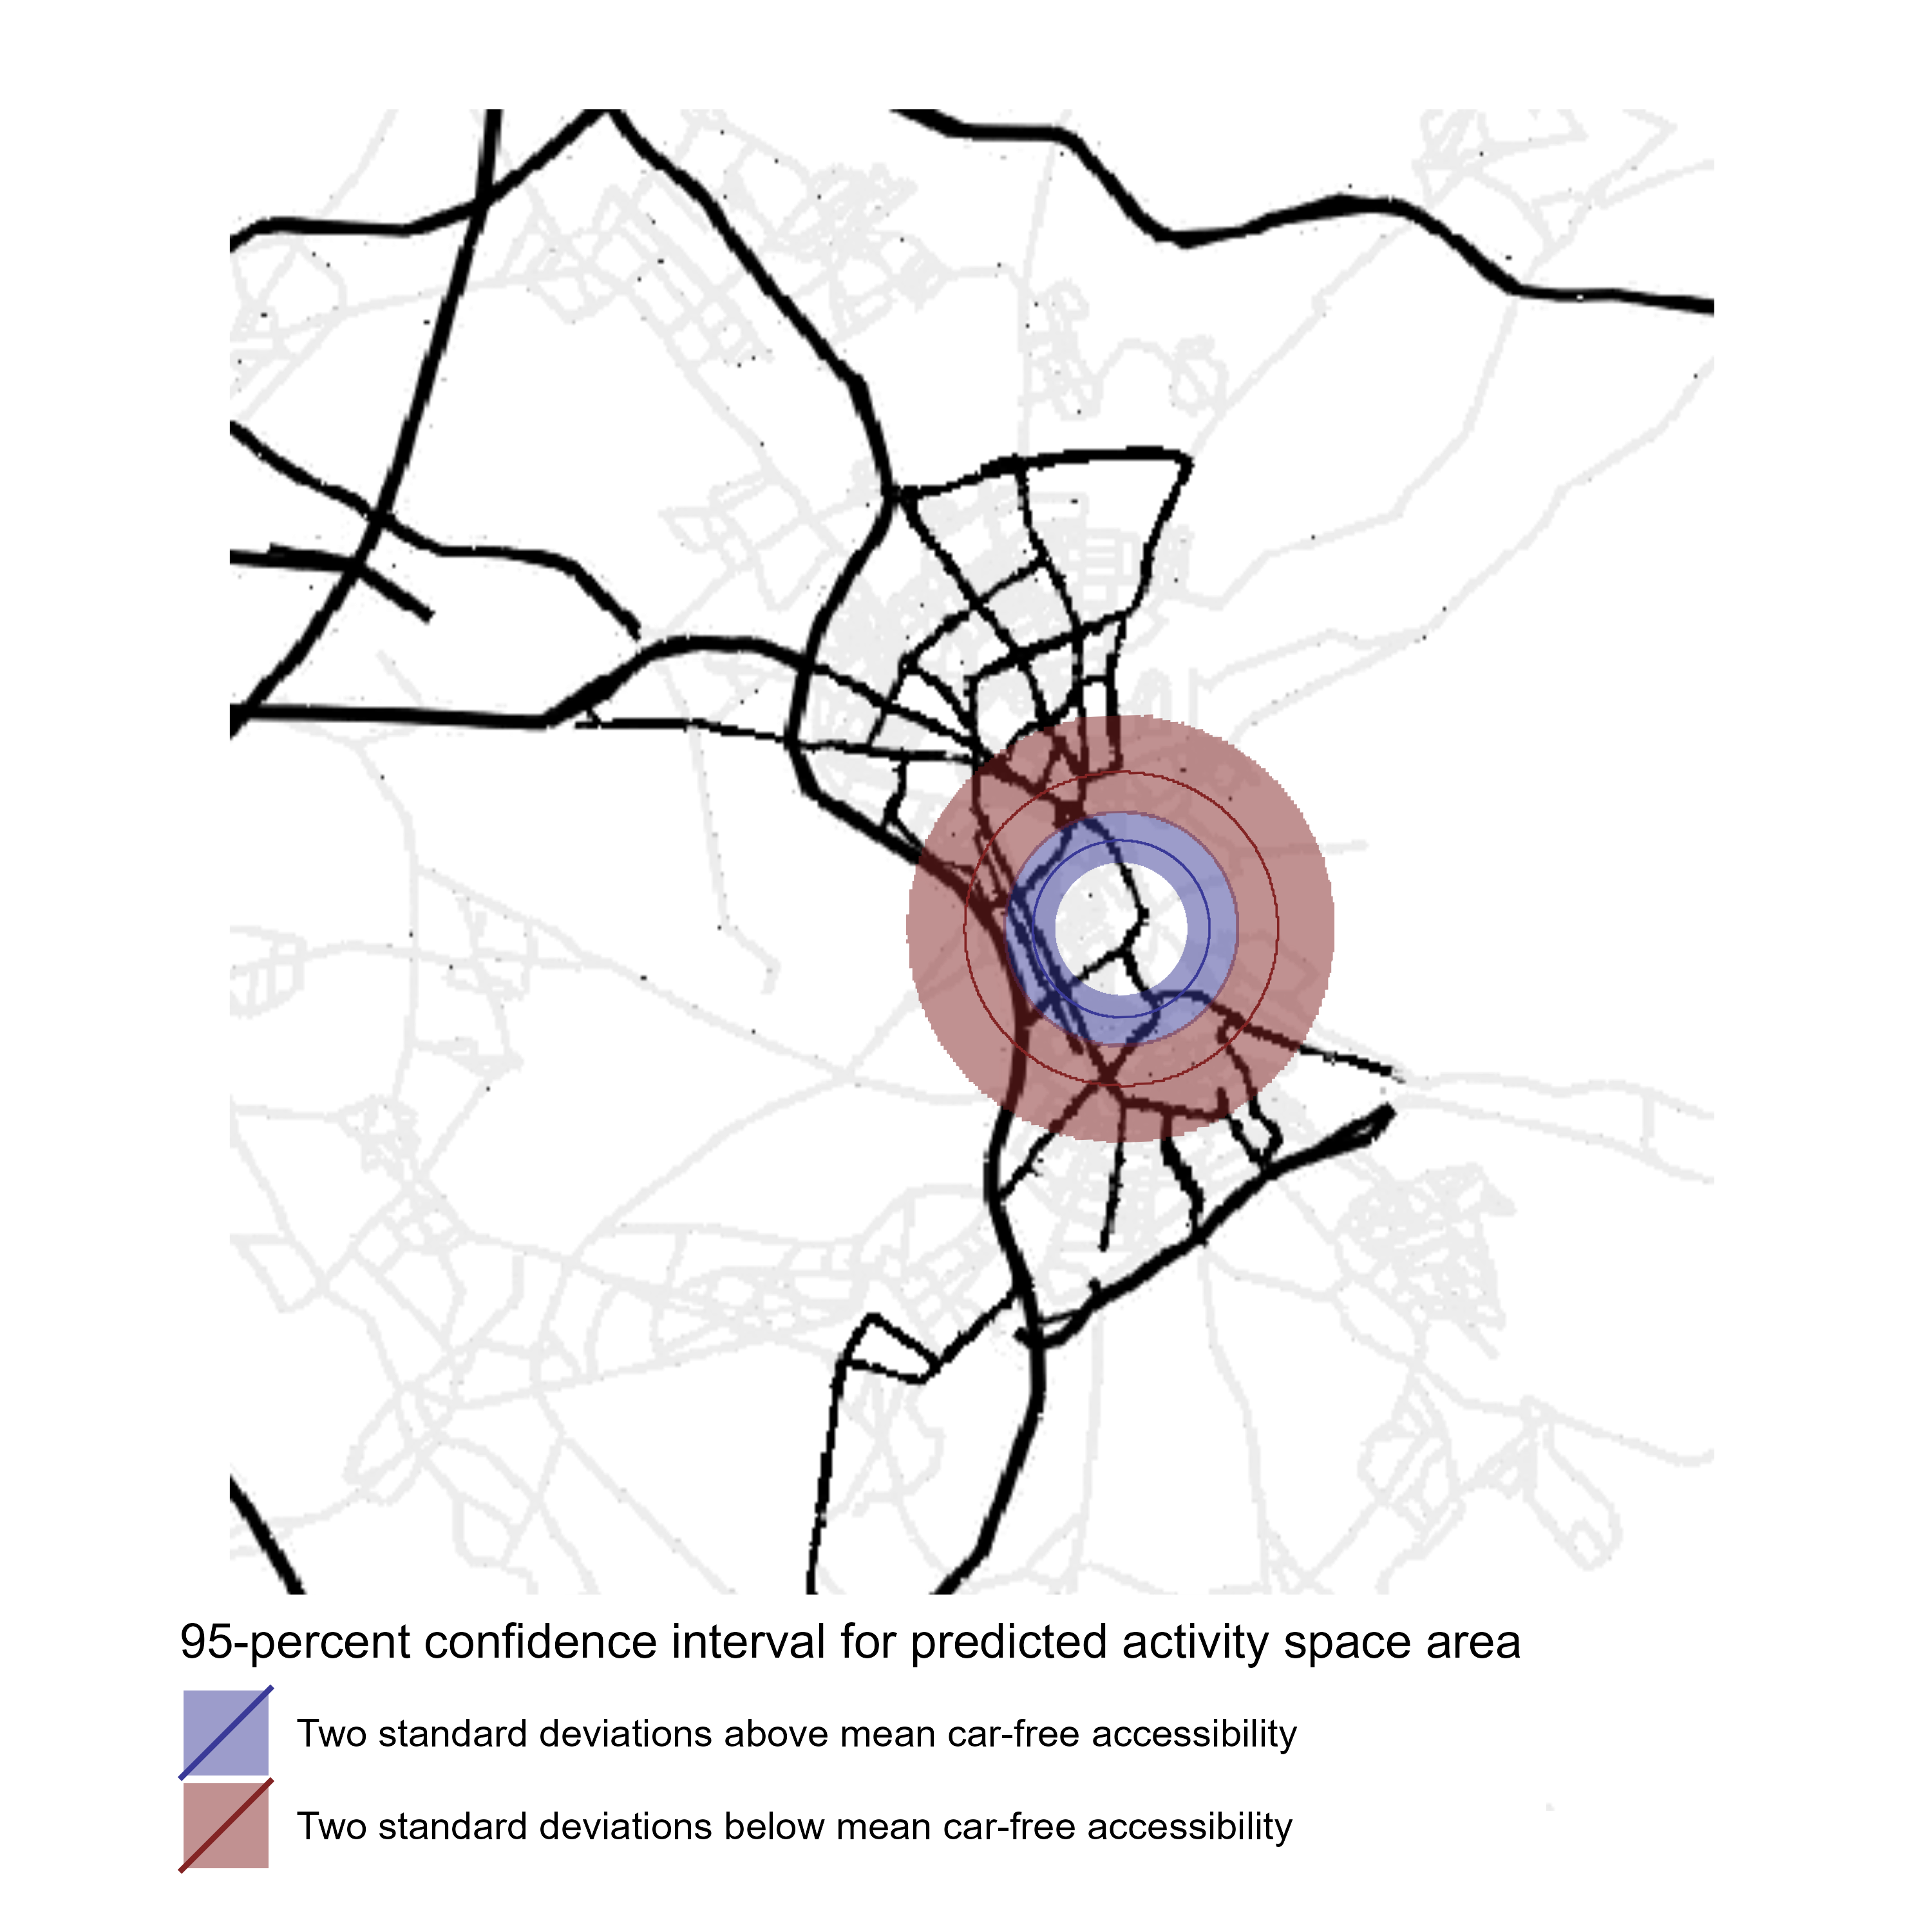 95-percent confidence interval for predicted activity space area
Two standard deviations above mean car-free accessibility
Two standard deviations below mean car-free accessibility